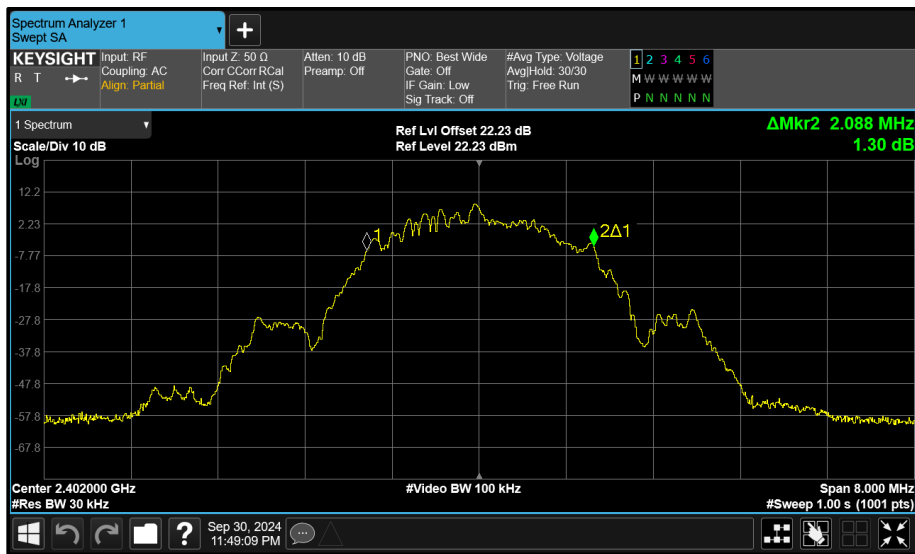 Spectrum Analyzer 1
Swept SA
KEYSIGHT
R T
LXI
Input: RF
Coupling: AC
Align: Partial
Input Z: 50 Ω
Corr CCorr RCal
Freq Ref: Int (S)
Atten: 10 dB
Preamp: Off
PNO: Best Wide
Gate: Off
IF Gain: Low
Sig Track: Off
#Avg Type: Voltage
Avg|Hold: 30/30
Trig: Free Run
1 2 3 4 5 6
M W W W W W
P N N N N N
1 Spectrum
Scale/Div 10 dB
Ref Lvl Offset 22.23 dB
Ref Level 22.23 dBm
ΔMkr2 2.088 MHz
1.30 dB
Log
12.2
2.23
-7.77
-17.8
-27.8
-37.8
-47.8
-57.8
-67.8
1
2Δ1
Center 2.402000 GHz
#Video BW 100 kHz
Span 8.000 MHz
#Res BW 30 kHz
#Sweep 1.00 s (1001 pts)
?
Sep 30, 2024
11:49:09 PM